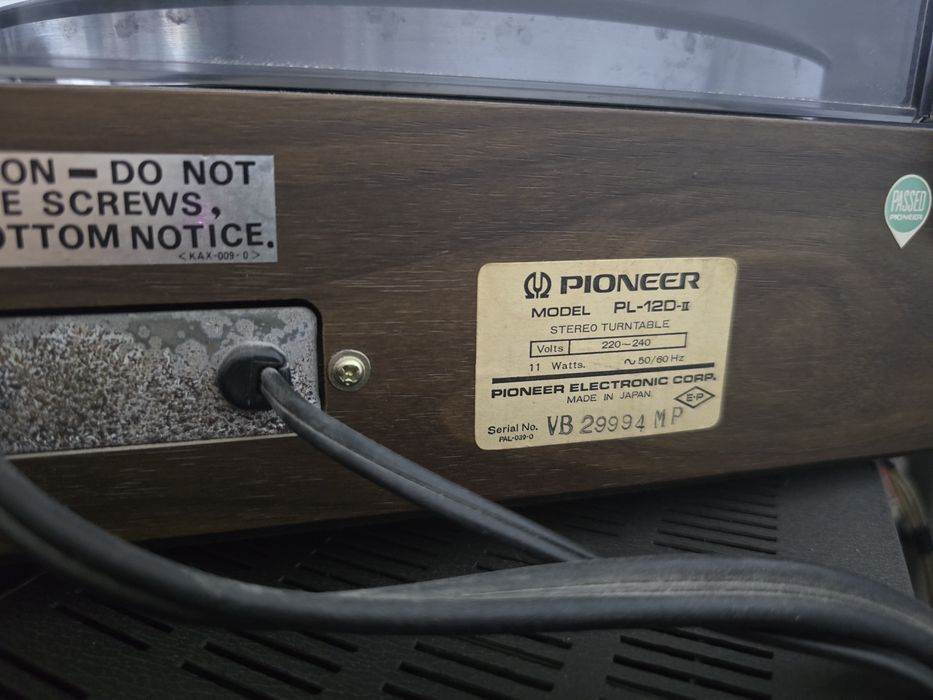 ON — DO NOT
E SCREWS,
OTTOM NOTICE.
<KAX-009-0>
PASSED
PIONEER
PIONEER
MODEL PL-12D-II
STEREO TURNTABLE
Volts 220~240
11 Watts. ~ 50/60 Hz
PIONEER ELECTRONIC CORP.
MADE IN JAPAN
E·P
Serial No. VB 29994 M P
PAL-039-0